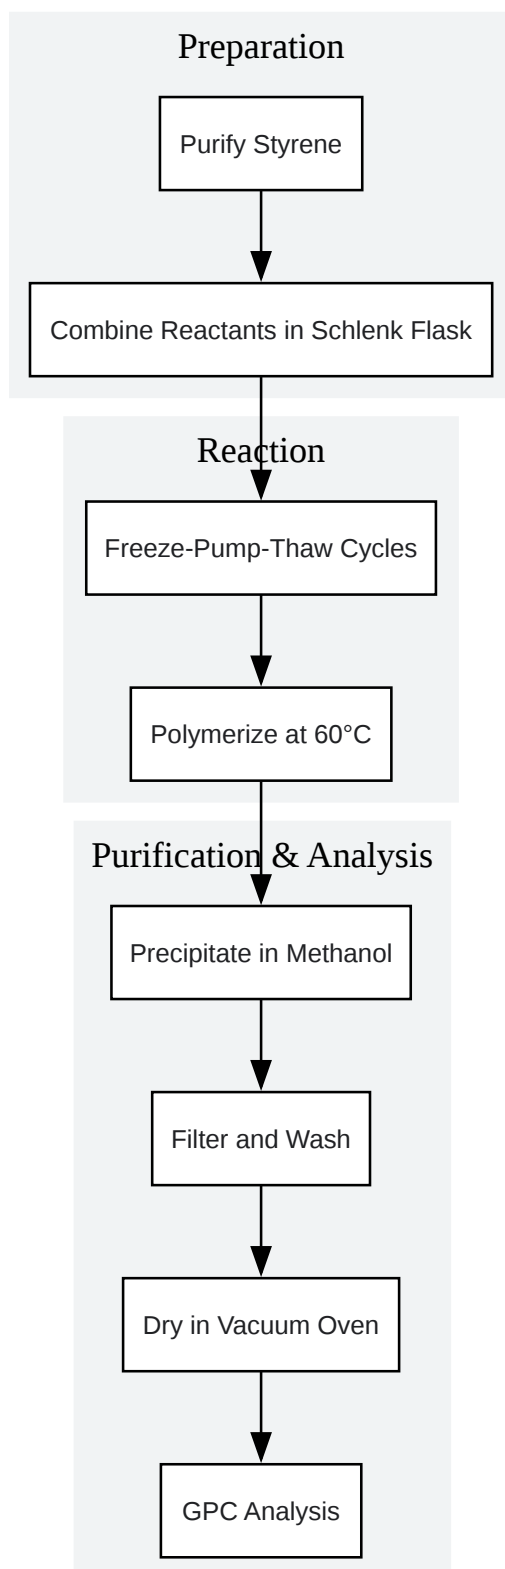 Preparation
Purify Styrene
Combine Reactants in Schlenk Flask
Reaction
Freeze-Pump-Thaw Cycles
Polymerize at 60°C
Purification & Analysis
Precipitate in Methanol
Filter and Wash
Dry in Vacuum Oven
GPC Analysis